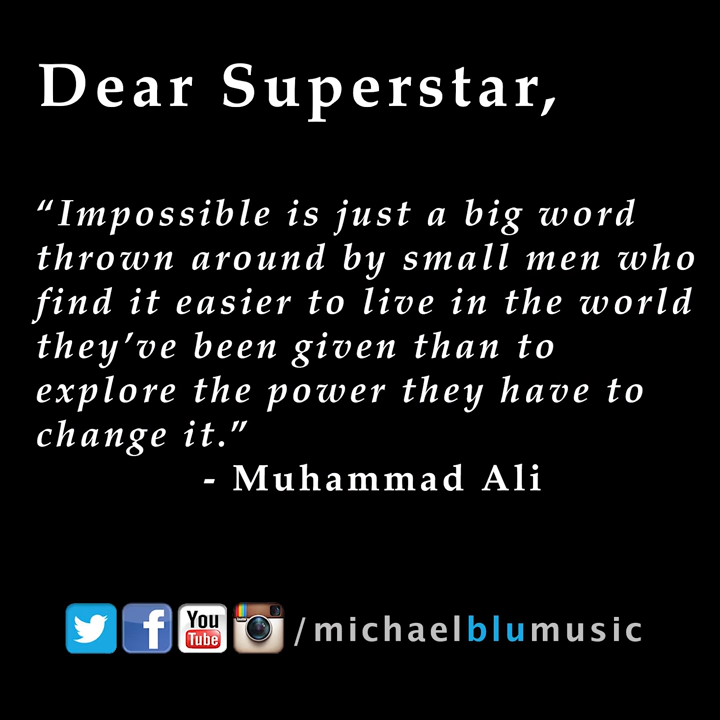 Dear Superstar,
“Impossible is just a big word
thrown around by small men who
find it easier to live in the world
they’ve been given than to
explore the power they have to
change it.”
- Muhammad Ali
You Tube /michaelblumusic